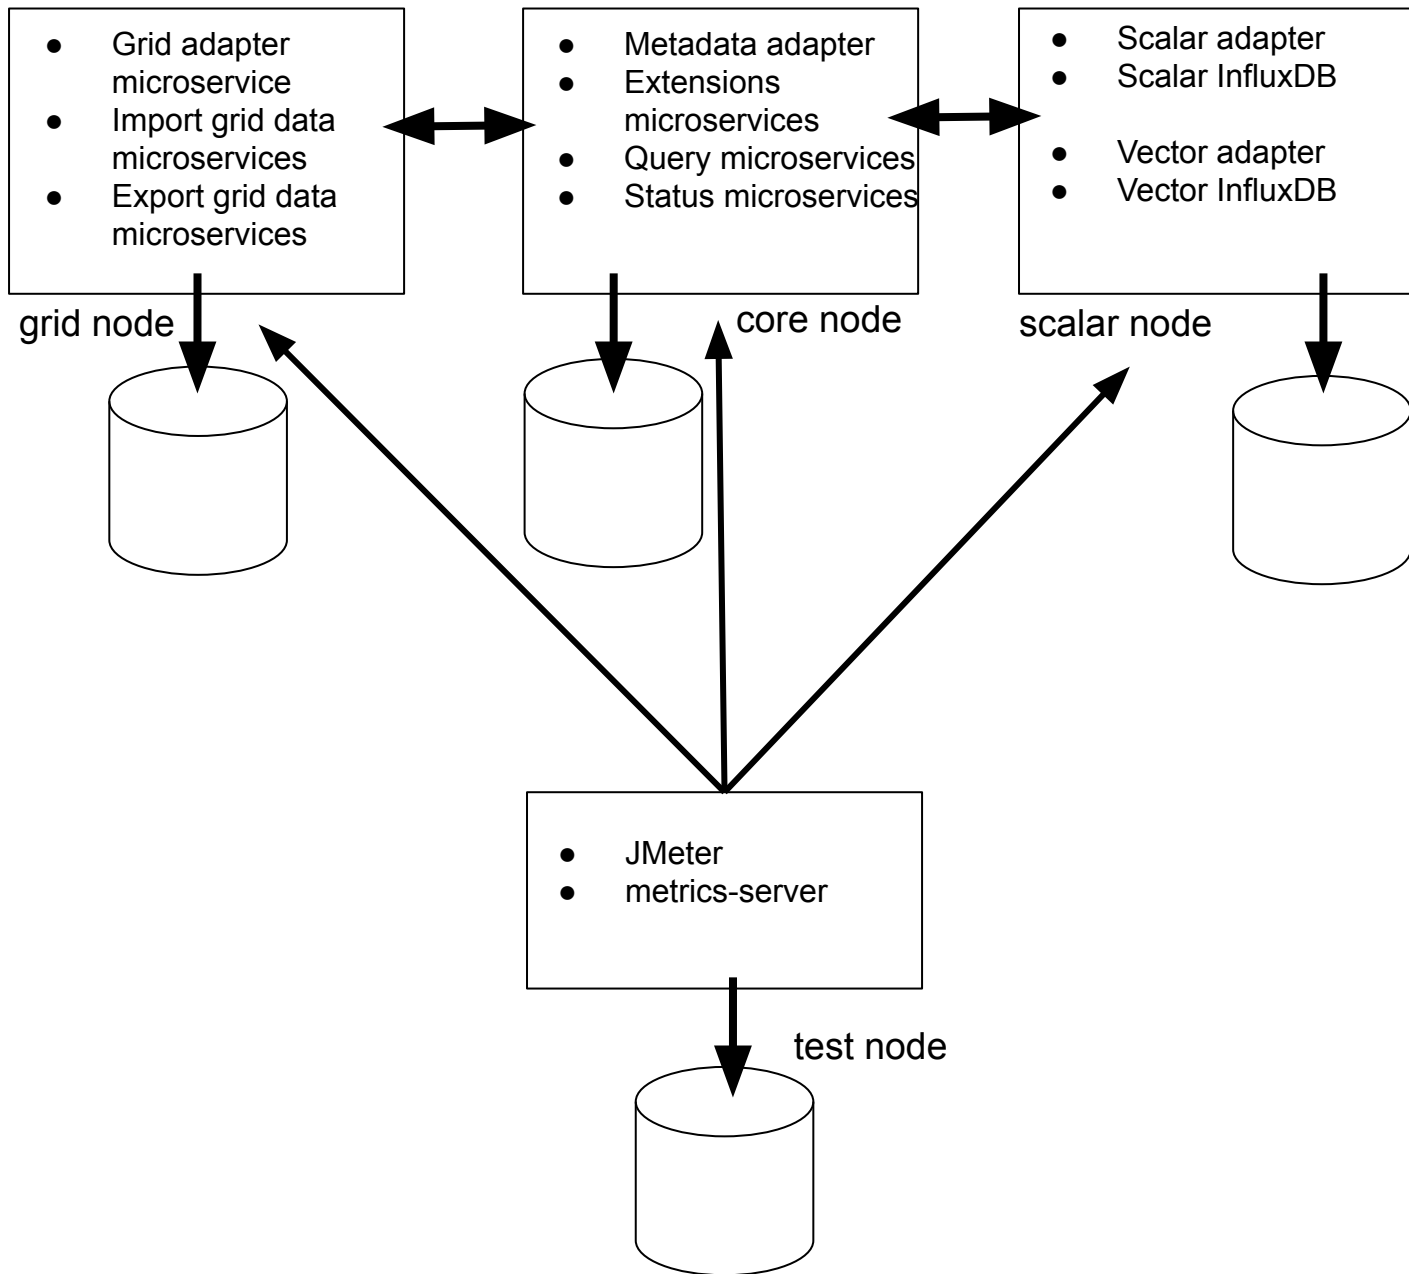 ● Grid adapter
microservice
● Import grid data
microservices
● Export grid data
microservices
grid node
● Metadata adapter
● Extensions
microservices
● Query microservices
● Status microservices
core node
● Scalar adapter
● Scalar InfluxDB
● Vector adapter
● Vector InfluxDB
scalar node
● JMeter
● metrics-server
test node